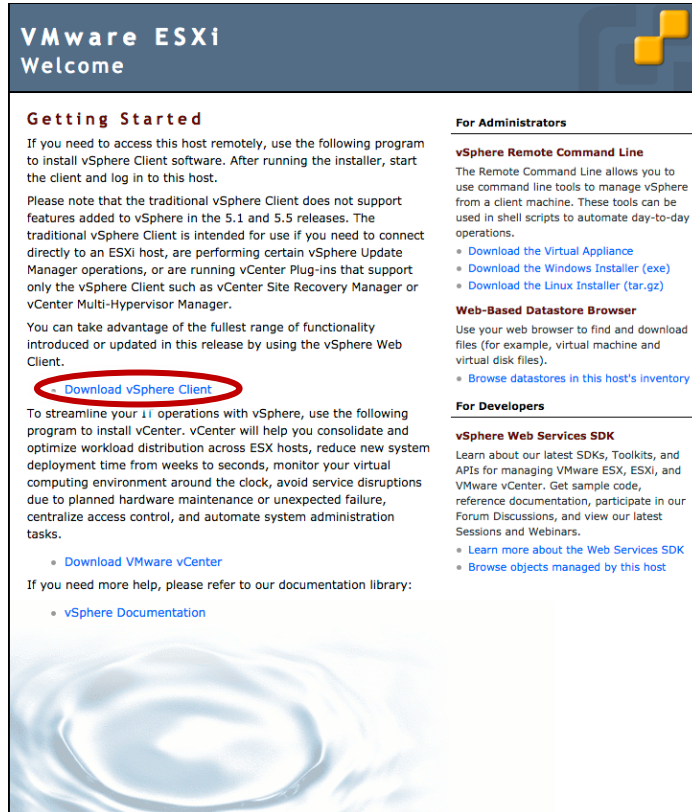 VMware ESXi
Welcome
Getting Started
If you need to access this host remotely, use the following program
to install vSphere Client software. After running the installer, start
the client and log in to this host.
Please note that the traditional vSphere Client does not support
features added to vSphere in the 5.1 and 5.5 releases. The
traditional vSphere Client is intended for use if you need to connect
directly to an ESXi host, are performing certain vSphere Update
Manager operations, or are running vCenter Plug-ins that support
only the vSphere Client such as vCenter Site Recovery Manager or
vCenter Multi-Hypervisor Manager.
You can take advantage of the fullest range of functionality
introduced or updated in this release by using the vSphere Web
Client.
Download vSphere Client
To streamline your IT operations with vSphere, use the following
program to install vCenter. vCenter will help you consolidate and
optimize workload distribution across ESX hosts, reduce new system
deployment time from weeks to seconds, monitor your virtual
computing environment around the clock, avoid service disruptions
due to planned hardware maintenance or unexpected failure,
centralize access control, and automate system administration
tasks.
Download VMware vCenter
If you need more help, please refer to our documentation library:
vSphere Documentation
For Administrators
vSphere Remote Command Line
The Remote Command Line allows you to
use command line tools to manage vSphere
from a client machine. These tools can be
used in shell scripts to automate day-to-day
operations.
Download the Virtual Appliance
Download the Windows Installer (exe)
Download the Linux Installer (tar.gz)
Web-Based Datastore Browser
Use your web browser to find and download
files (for example, virtual machine and
virtual disk files).
Browse datastores in this host's inventory
For Developers
vSphere Web Services SDK
Learn about our latest SDKs, Toolkits, and
APIs for managing VMware ESX, ESXi, and
VMware vCenter. Get sample code,
reference documentation, participate in our
Forum Discussions, and view our latest
Sessions and Webinars.
Learn more about the Web Services SDK
Browse objects managed by this host